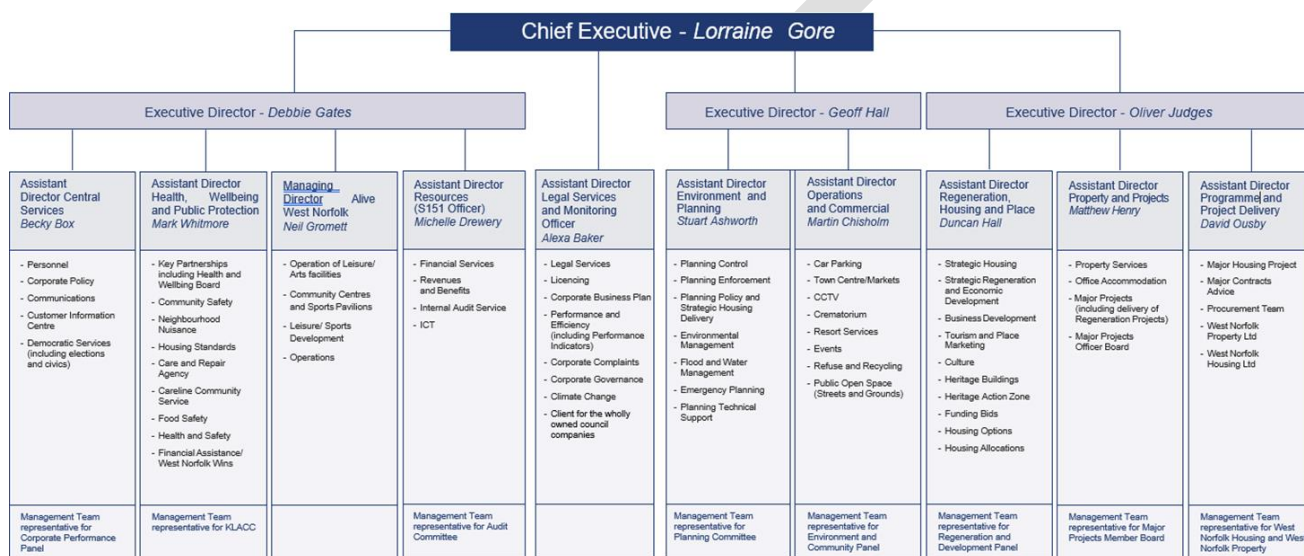 Chief Executive - Lorraine Gore
Executive Director - Debbie Gates
Executive Director - Geoff Hall
Executive Director - Oliver Judges
Assistant
Director Central
Services
Becky Box
- Personnel
- Corporate Policy
- Communications
- Customer Information
Centre
- Democratic Services
(including elections
and civics)
Management Team
representative for
Corporate Performance
Panel
Assistant Director
Health, Wellbeing
and Public Protection
Mark Whitmore
- Key Partnerships
including Health and
Wellbeing Board
- Community Safety
- Neighbourhood
Nuisance
- Housing Standards
- Care and Repair
Agency
- Careline Community
Service
- Food Safety
- Health and Safety
- Financial Assistance/
West Norfolk Wins
Management Team
representative for KLACC
Managing
Director Alive
West Norfolk
Neil Gromett
- Operation of Leisure/
Arts facilities
- Community Centres
and Sports Pavilions
- Leisure/ Sports
Development
- Operations
Assistant Director
Resources
(S151 Officer)
Michelle Drewery
- Financial Services
- Revenues
and Benefits
- Internal Audit Service
- ICT
Management Team
representative for Audit
Committee
Assistant Director
Legal Services
and Monitoring
Officer
Alexa Baker
- Legal Services
- Licencing
- Corporate Business Plan
- Performance and
Efficiency
(including Performance
Indicators)
- Corporate Complaints
- Corporate Governance
- Climate Change
- Client for the wholly
owned council
companies
Assistant Director
Environment and
Planning
Stuart Ashworth
- Planning Control
- Planning Enforcement
- Planning Policy and
Strategic Housing
Delivery
- Environmental
Management
- Flood and Water
Management
- Emergency Planning
- Planning Technical
Support
Management Team
representative for
Planning Committee
Assistant Director
Operations
and Commercial
Martin Chisholm
- Car Parking
- Town Centre/Markets
- CCTV
- Crematorium
- Resort Services
- Events
- Refuse and Recycling
- Public Open Space
(Streets and Grounds)
Management Team
representative for
Environment and
Community Panel
Assistant Director
Regeneration,
Housing and Place
Duncan Hall
- Strategic Housing
- Strategic Regeneration
and Economic
Development
- Business Development
- Tourism and Place
Marketing
- Culture
- Heritage Buildings
- Heritage Action Zone
- Funding Bids
- Housing Options
- Housing Allocations
Management Team
representative for
Regeneration and
Development Panel
Assistant Director
Property and Projects
Matthew Henry
- Property Services
- Office Accommodation
- Major Projects
(including delivery of
Regeneration Projects)
- Major Projects
Officer Board
Management Team
representative for Major
Projects Member Board
Assistant Director
Programme and
Project Delivery
David Ousby
- Major Housing Project
- Major Contracts
Advice
- Procurement Team
- West Norfolk
Property Ltd
- West Norfolk
Housing Ltd
Management Team
representative for West
Norfolk Housing and West
Norfolk Property